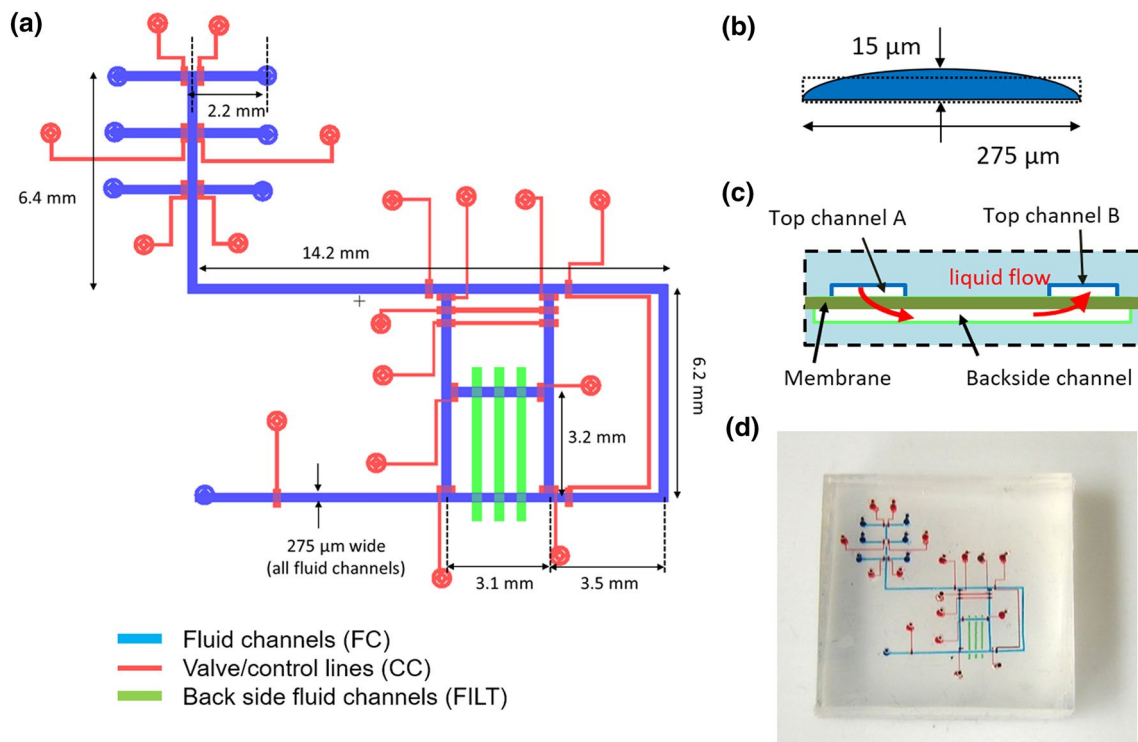 (a)
2.2 mm
6.4 mm
14.2 mm
6.2 mm
3.2 mm
275 µm wide
(all fluid channels)
3.1 mm
3.5 mm
Fluid channels (FC)
Valve/control lines (CC)
Back side fluid channels (FILT)
(b)
15 µm
275 µm
(c)
Top channel A
Top channel B
liquid flow
Membrane
Backside channel
(d)